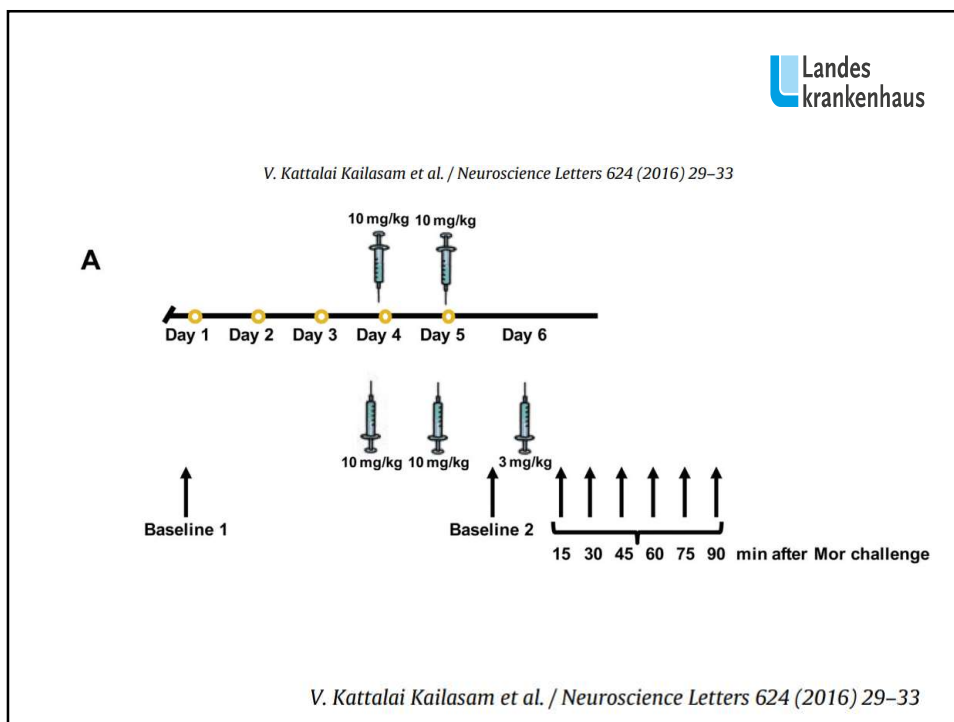 Landes
krankenhaus
V. Kattalai Kailasam et al. / Neuroscience Letters 624 (2016) 29–33
10 mg/kg 10 mg/kg
A
Day 1 Day 2 Day 3 Day 4 Day 5 Day 6
10 mg/kg 10 mg/kg 3 mg/kg
Baseline 1 Baseline 2
15 30 45 60 75 90 min after Mor challenge
V. Kattalai Kailasam et al. / Neuroscience Letters 624 (2016) 29–33